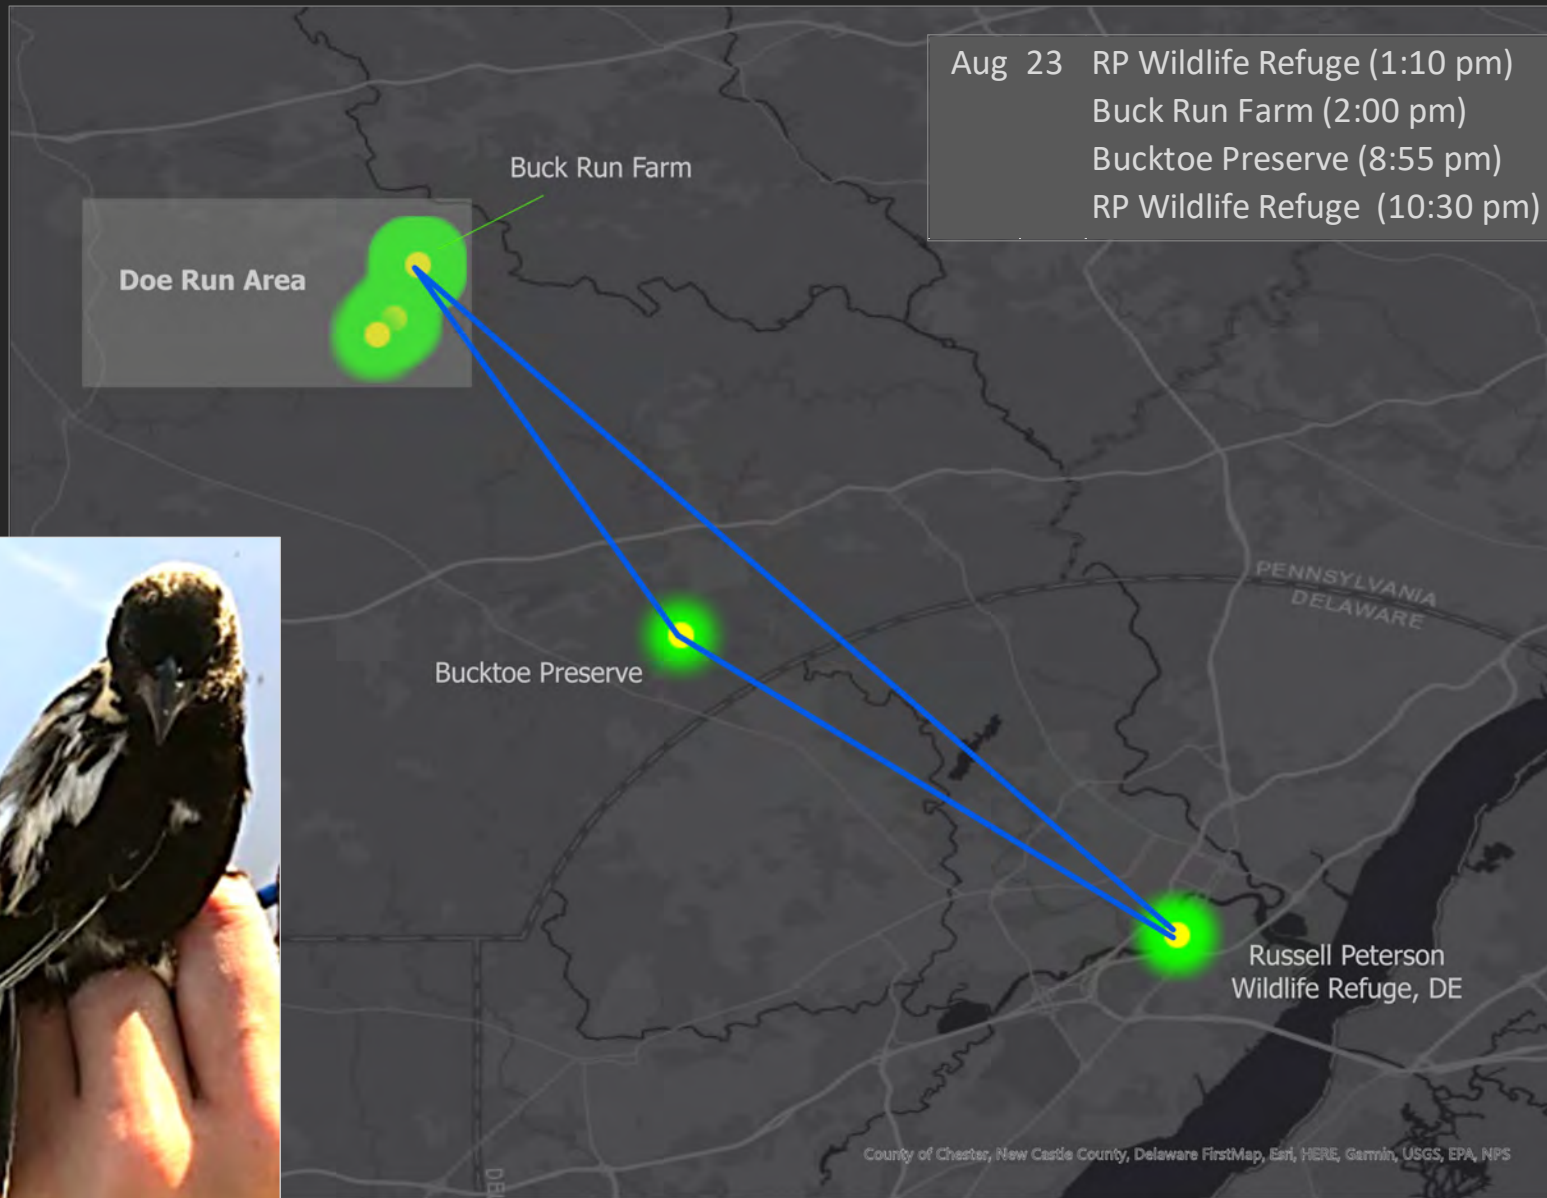 Aug 23 RP Wildlife Refuge (1:10 pm)
Buck Run Farm (2:00 pm)
Bucktoe Preserve (8:55 pm)
RP Wildlife Refuge (10:30 pm)
Buck Run Farm
Doe Run Area
PENNSYLVANIA
DELAWARE
Bucktoe Preserve
Russell Peterson
Wildlife Refuge, DE
County of Chester, New Castle County, Delaware FirstMap, Esri, HERE, Garmin, USGS, EPA, NPS